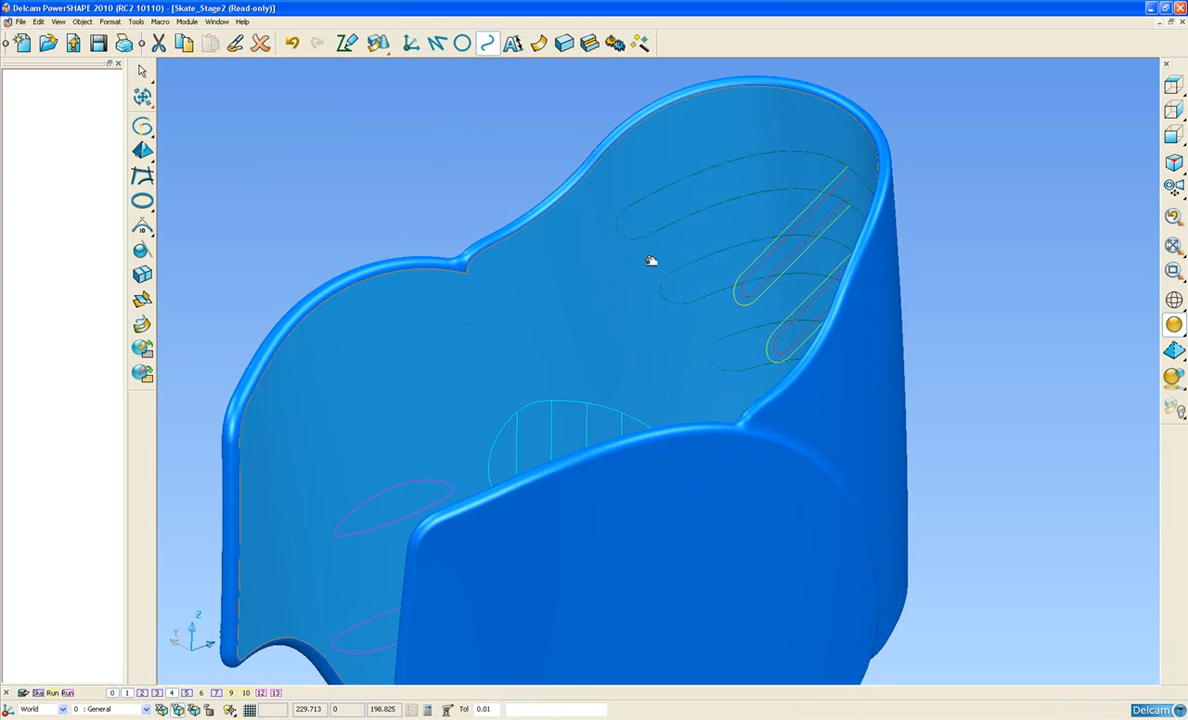 Delcam PowerSHAPE 2010 (RC2 10110) - [Skate_Stage2 (Read-only)]
File Edit View Object Format Tools Macro Module Window Help
Z
Y
Ska Run Run 0 1 2 3 4 5 6 7 9 10 12 13
World 0 : General 229.713 0 198.825 Tol 0.01 Delcam